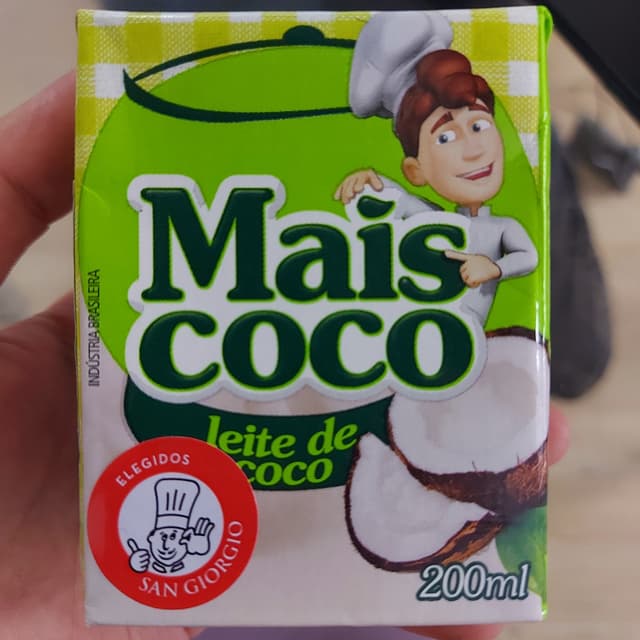 Mais
coco
INDÚSTRIA BRASILEIRA
leite de
coco
ELEGIDOS
SAN GIORGIO
200ml